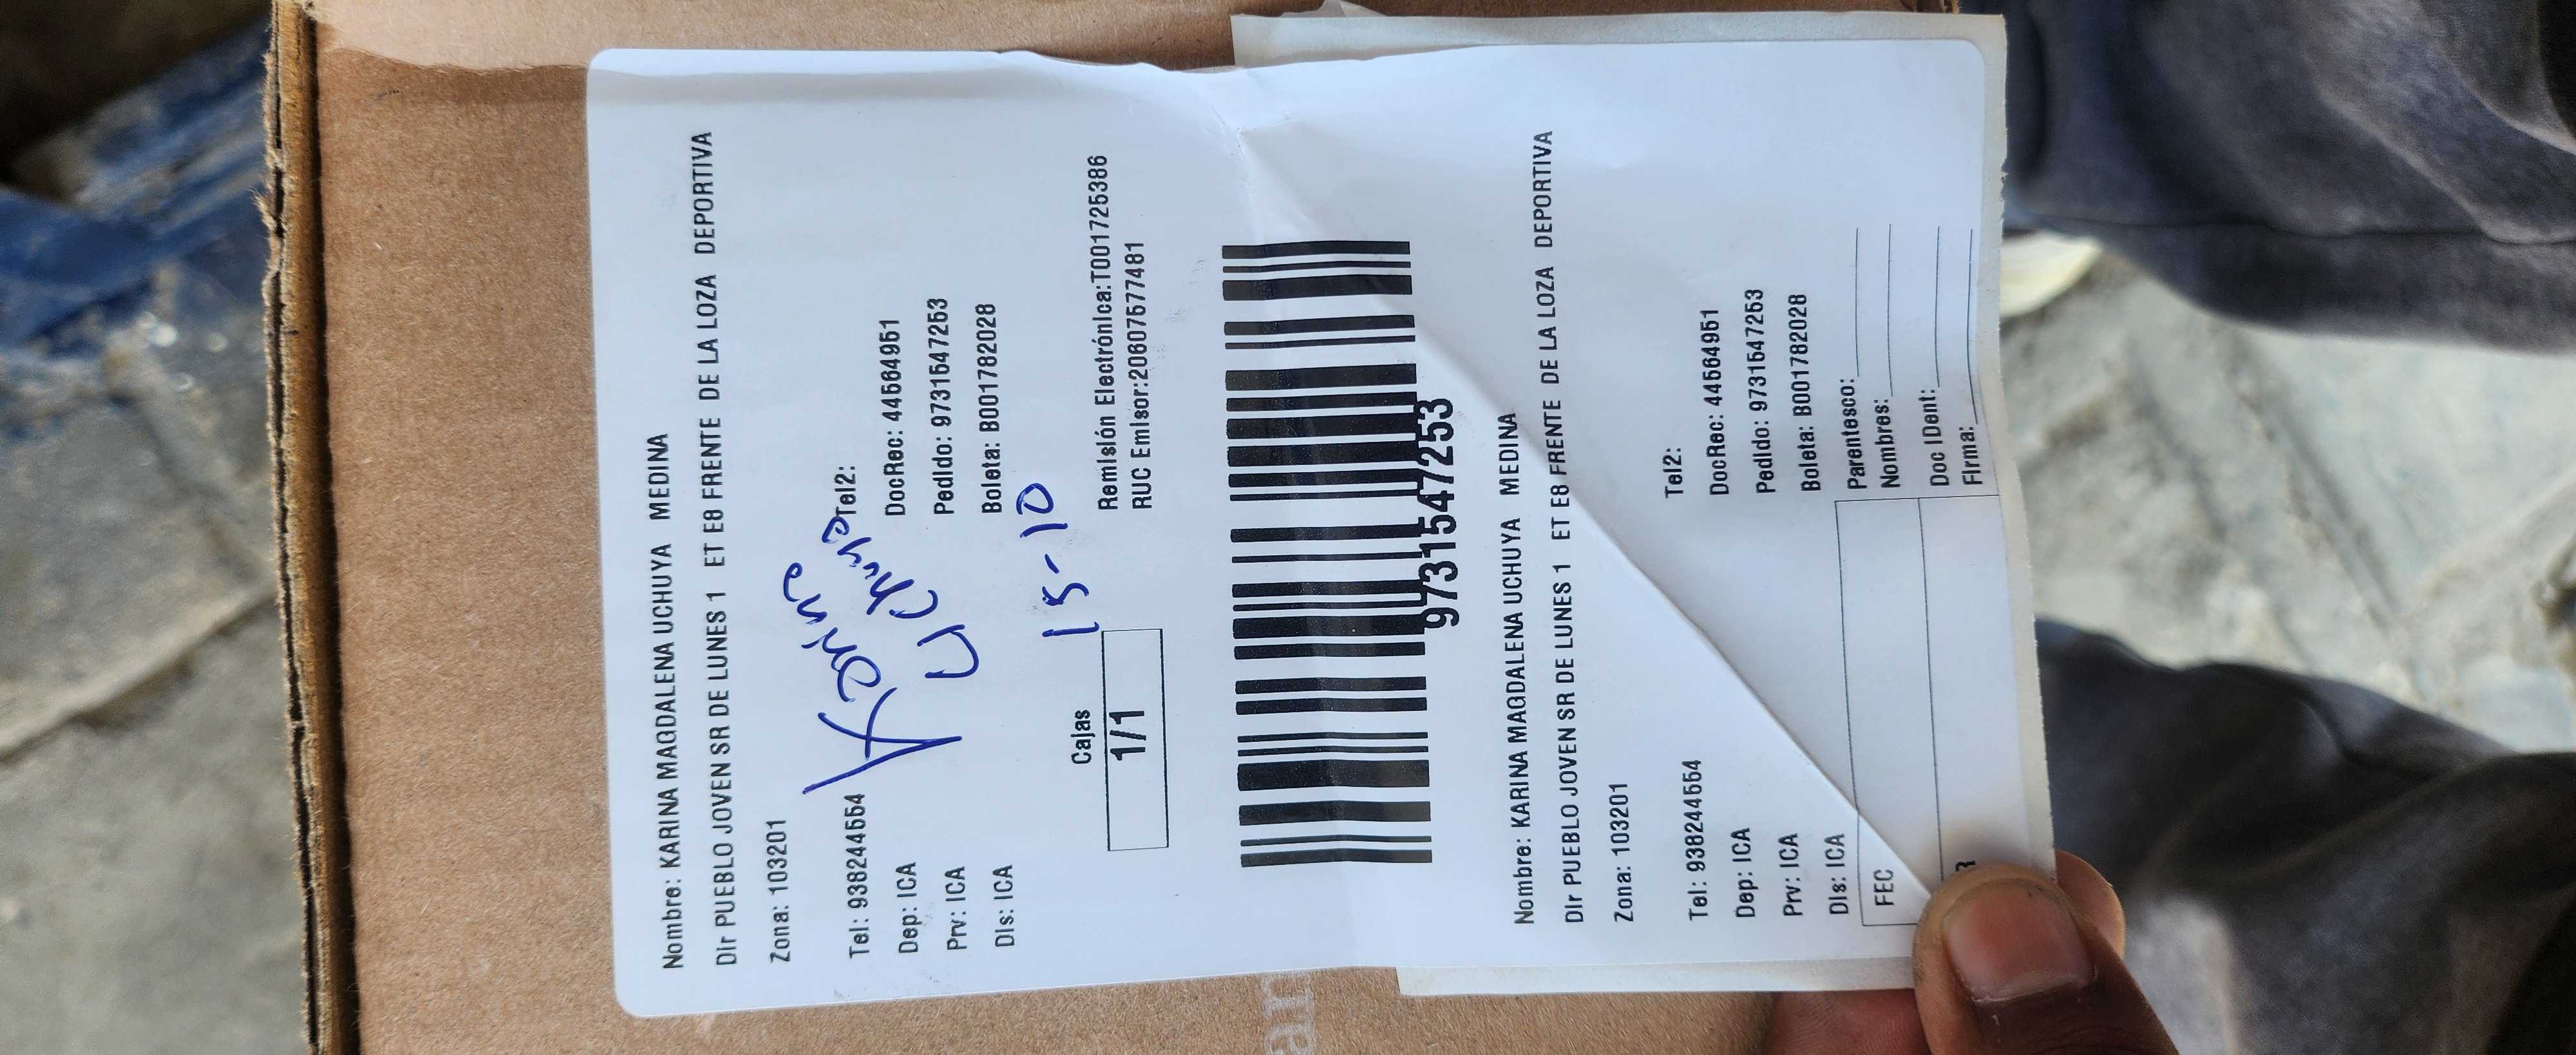 Nombre: KARINA MAGDALENA UCHUYA MEDINA
Dir PUEBLO JOVEN SR DE LUNES 1 ET E8 FRENTE DE LA LOZA DEPORTIVA
Zona: 103201
Karina
Uchuya
Tel: 938244554 Tel2:
Dep: ICA DocRec: 44564951
Prv: ICA Pedido: 9731547253
Dis: ICA Boleta: B001782028
15-10
Cajas
1/1
Remisión Electrónica:T001725386
RUC Emisor:20607577481
9731547253
Nombre: KARINA MAGDALENA UCHUYA MEDINA
Dir PUEBLO JOVEN SR DE LUNES 1 ET E8 FRENTE DE LA LOZA DEPORTIVA
Zona: 103201
Tel: 938244554 Tel2:
Dep: ICA DocRec: 44564951
Prv: ICA Pedido: 9731547253
Dis: ICA Boleta: B001782028
FEC
Parentesco:
Nombres:
Doc IDent:
Firma: